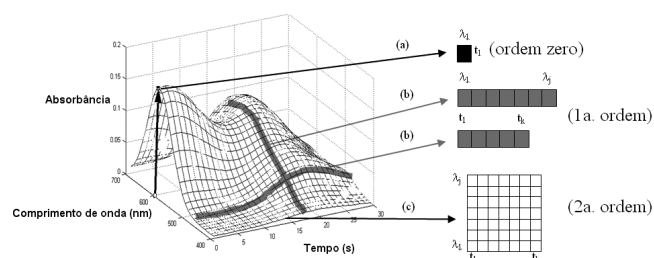 0.2
0.15
0.1
0.05
0
Absorbância
700
600
500
400
Comprimento de onda (nm)
0
5
10
15
20
25
30
Tempo (s)
(a)
λ1
t1 (ordem zero)
(b)
λ1 λj
(b)
t1 tk
(1a. ordem)
(c)
λj
λ1
(2a. ordem)